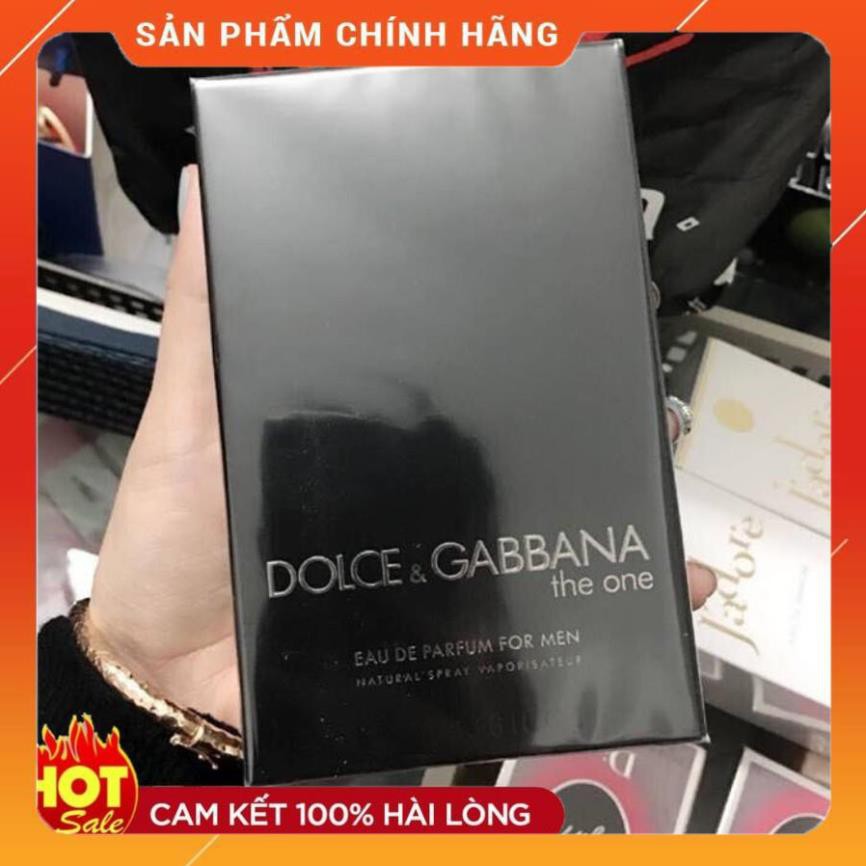 SẢN PHẨM CHÍNH HÃNG
DOLCE & GABBANA
the one
EAU DE PARFUM FOR MEN
NATURAL SPRAY VAPORISATEUR
j'adore
j'adore
HOT
Sale
CAM KẾT 100% HÀI LÒNG